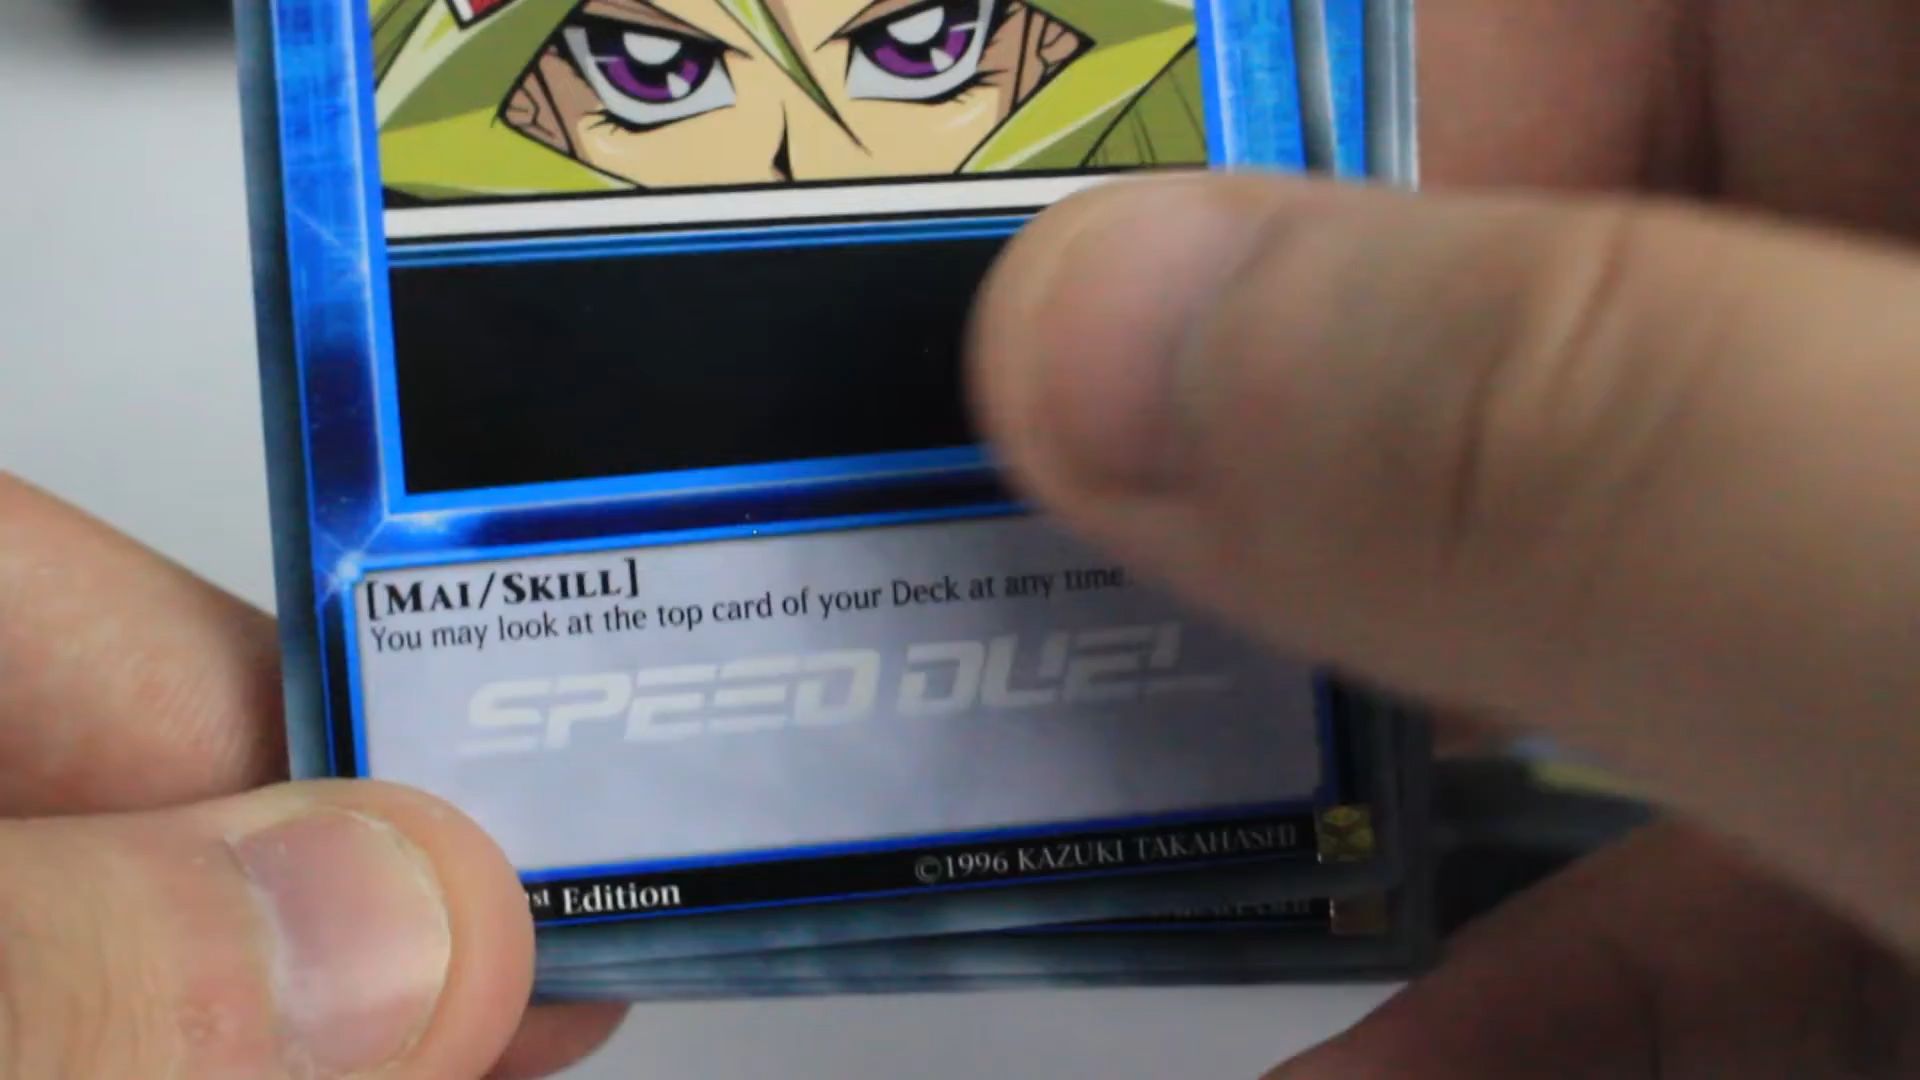 [MAI/SKILL]
You may look at the top card of your Deck at any time.
SPEED DUEL
©1996 KAZUKI TAKAHASHI
1st Edition